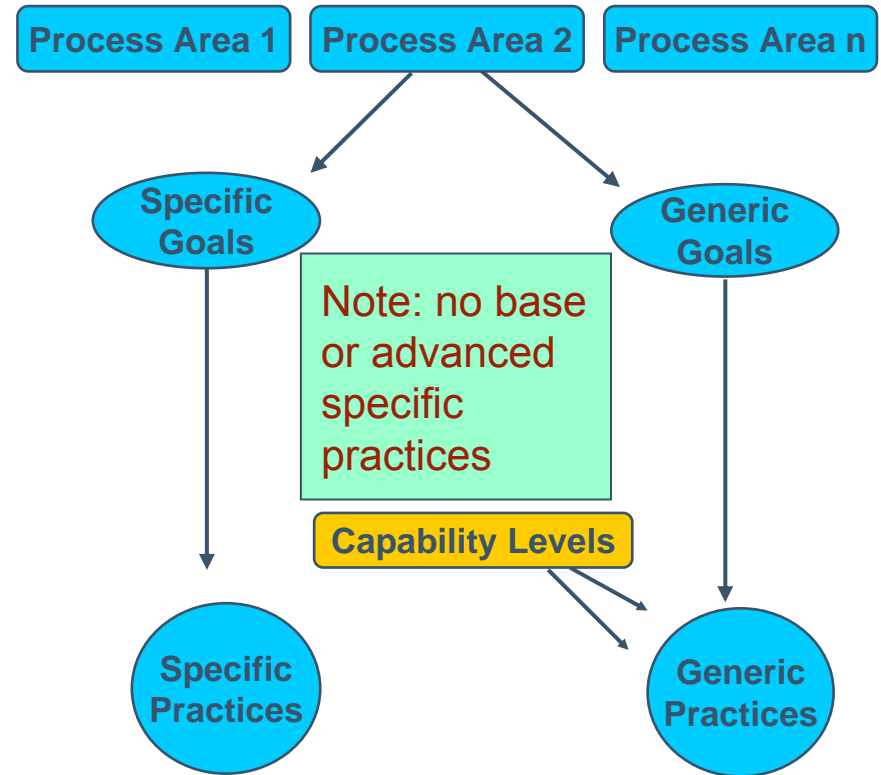 Process Area 1
Process Area 2
Process Area n
Specific
Goals
Generic
Goals
Note: no base
or advanced
specific
practices
Capability Levels
Specific
Practices
Generic
Practices